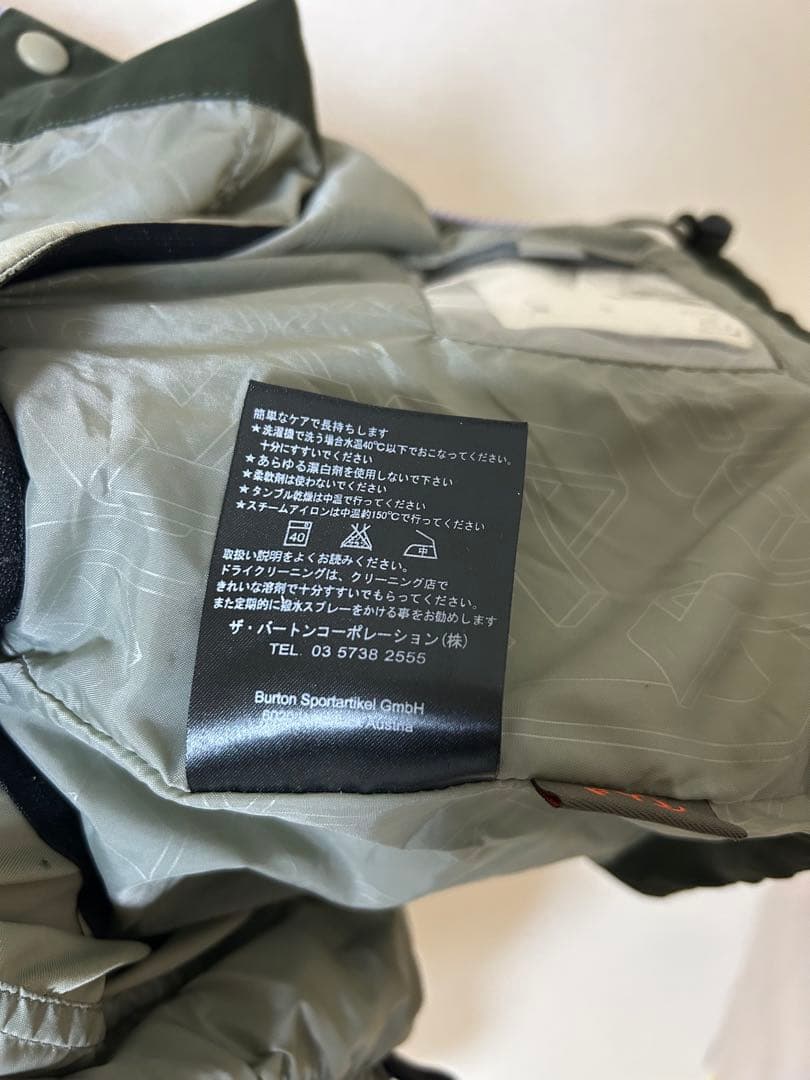 簡単なケアで長持ちします
★洗濯機で洗う場合水温40℃以下でおこなってください。
十分にすすいでください
★あらゆる漂白剤を使用しないで下さい
★柔軟剤は使わないでください
★タンブル乾燥は中温で行ってください
★スチームアイロンは中温約150℃で行ってください
40 中
取扱い説明をよくお読みください。
ドライクリーニングは、クリーニング店で
きれいな溶剤で十分すすいでもらってください。
また定期的に撥水スプレーをかける事をお勧めします
ザ・バートンコーポレーション(株)
TEL. 03 5738 2555
Burton Sportartikel GmbH
Austria